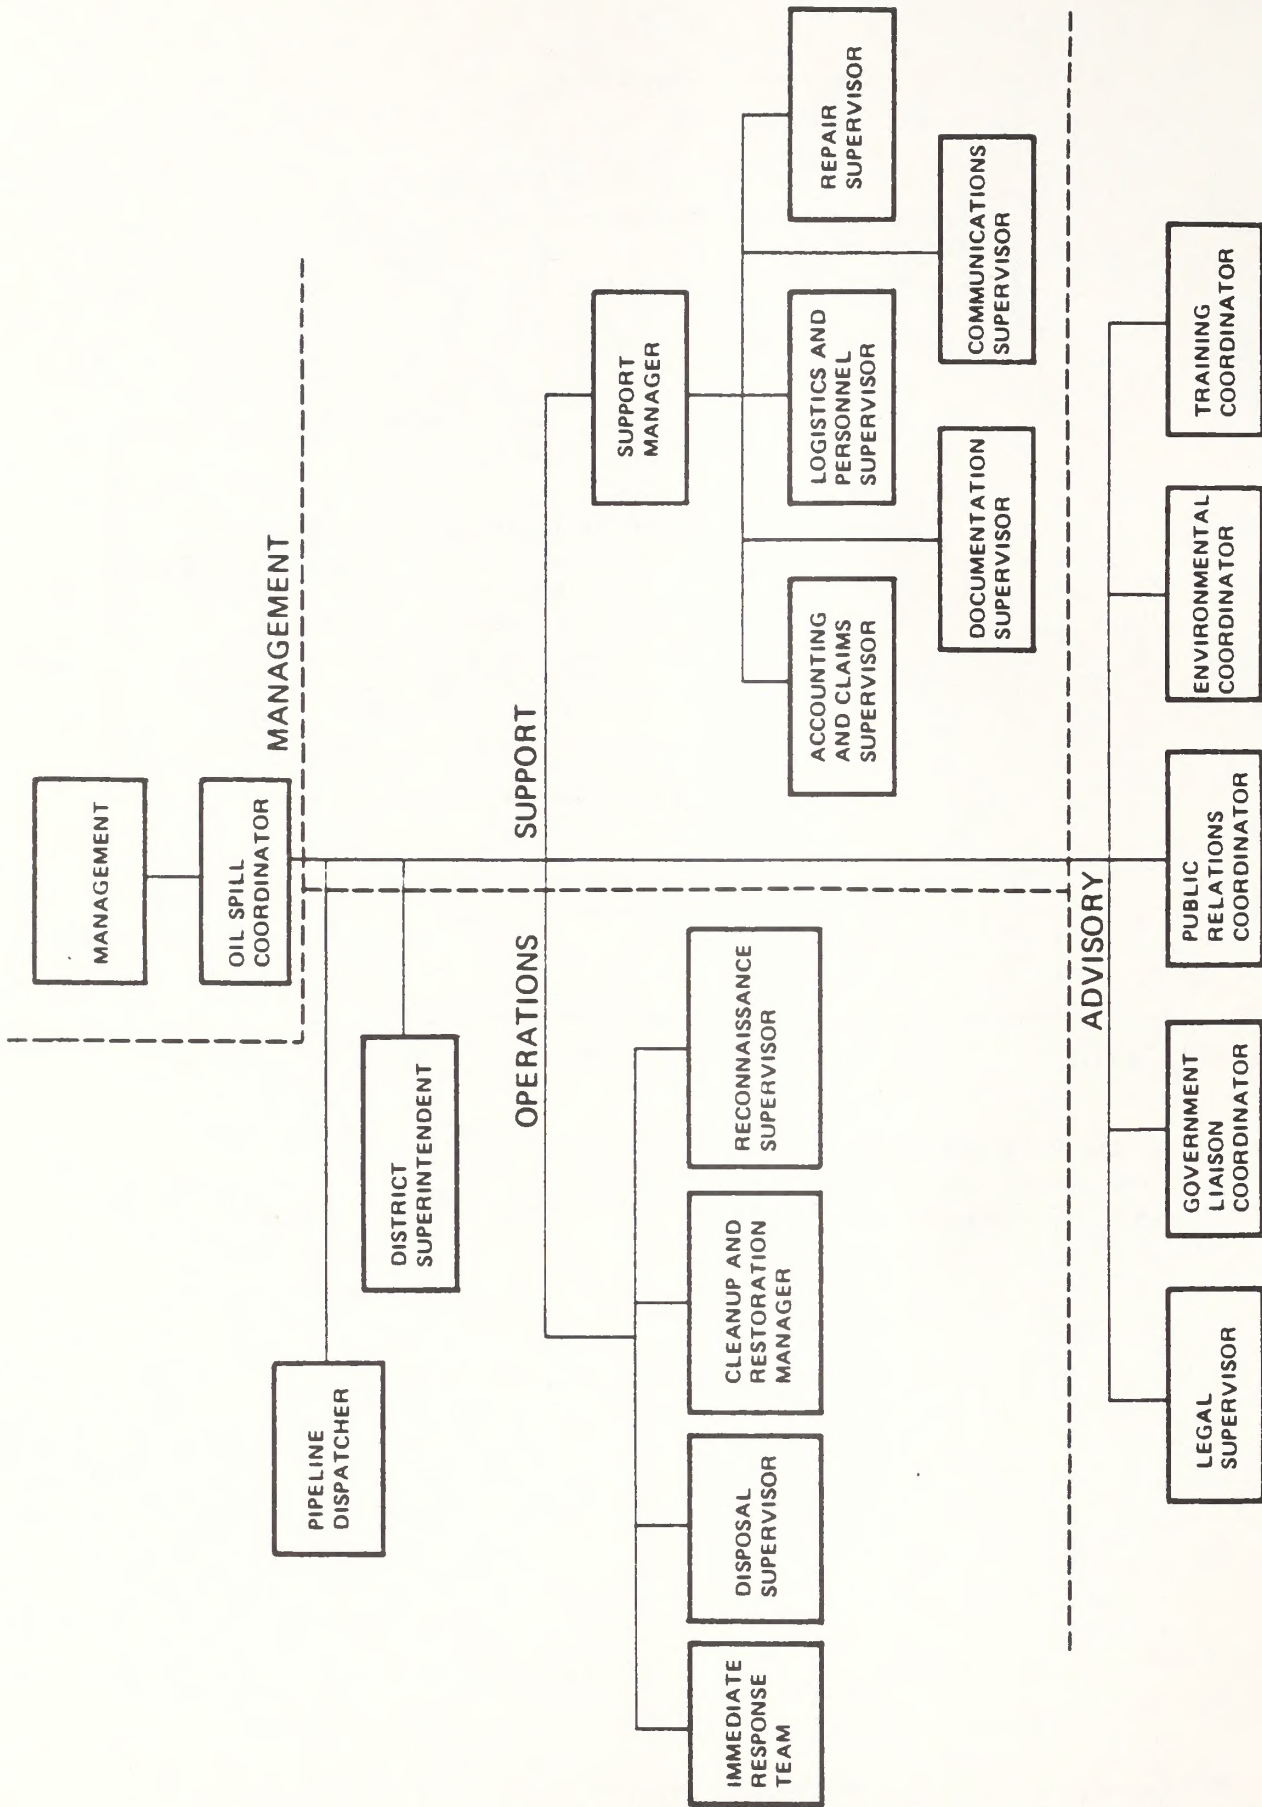 MANAGEMENT
OIL SPILL
COORDINATOR
MANAGEMENT
PIPELINE
DISPATCHER
DISTRICT
SUPERINTENDENT
OPERATIONS
SUPPORT
SUPPORT
MANAGER
IMMEDIATE
RESPONSE
TEAM
DISPOSAL
SUPERVISOR
CLEANUP AND
RESTORATION
MANAGER
RECONNAISSANCE
SUPERVISOR
ACCOUNTING
AND CLAIMS
SUPERVISOR
LOGISTICS AND
PERSONNEL
SUPERVISOR
REPAIR
SUPERVISOR
DOCUMENTATION
SUPERVISOR
COMMUNICATIONS
SUPERVISOR
ADVISORY
LEGAL
SUPERVISOR
GOVERNMENT
LIAISON
COORDINATOR
PUBLIC
RELATIONS
COORDINATOR
ENVIRONMENTAL
COORDINATOR
TRAINING
COORDINATOR